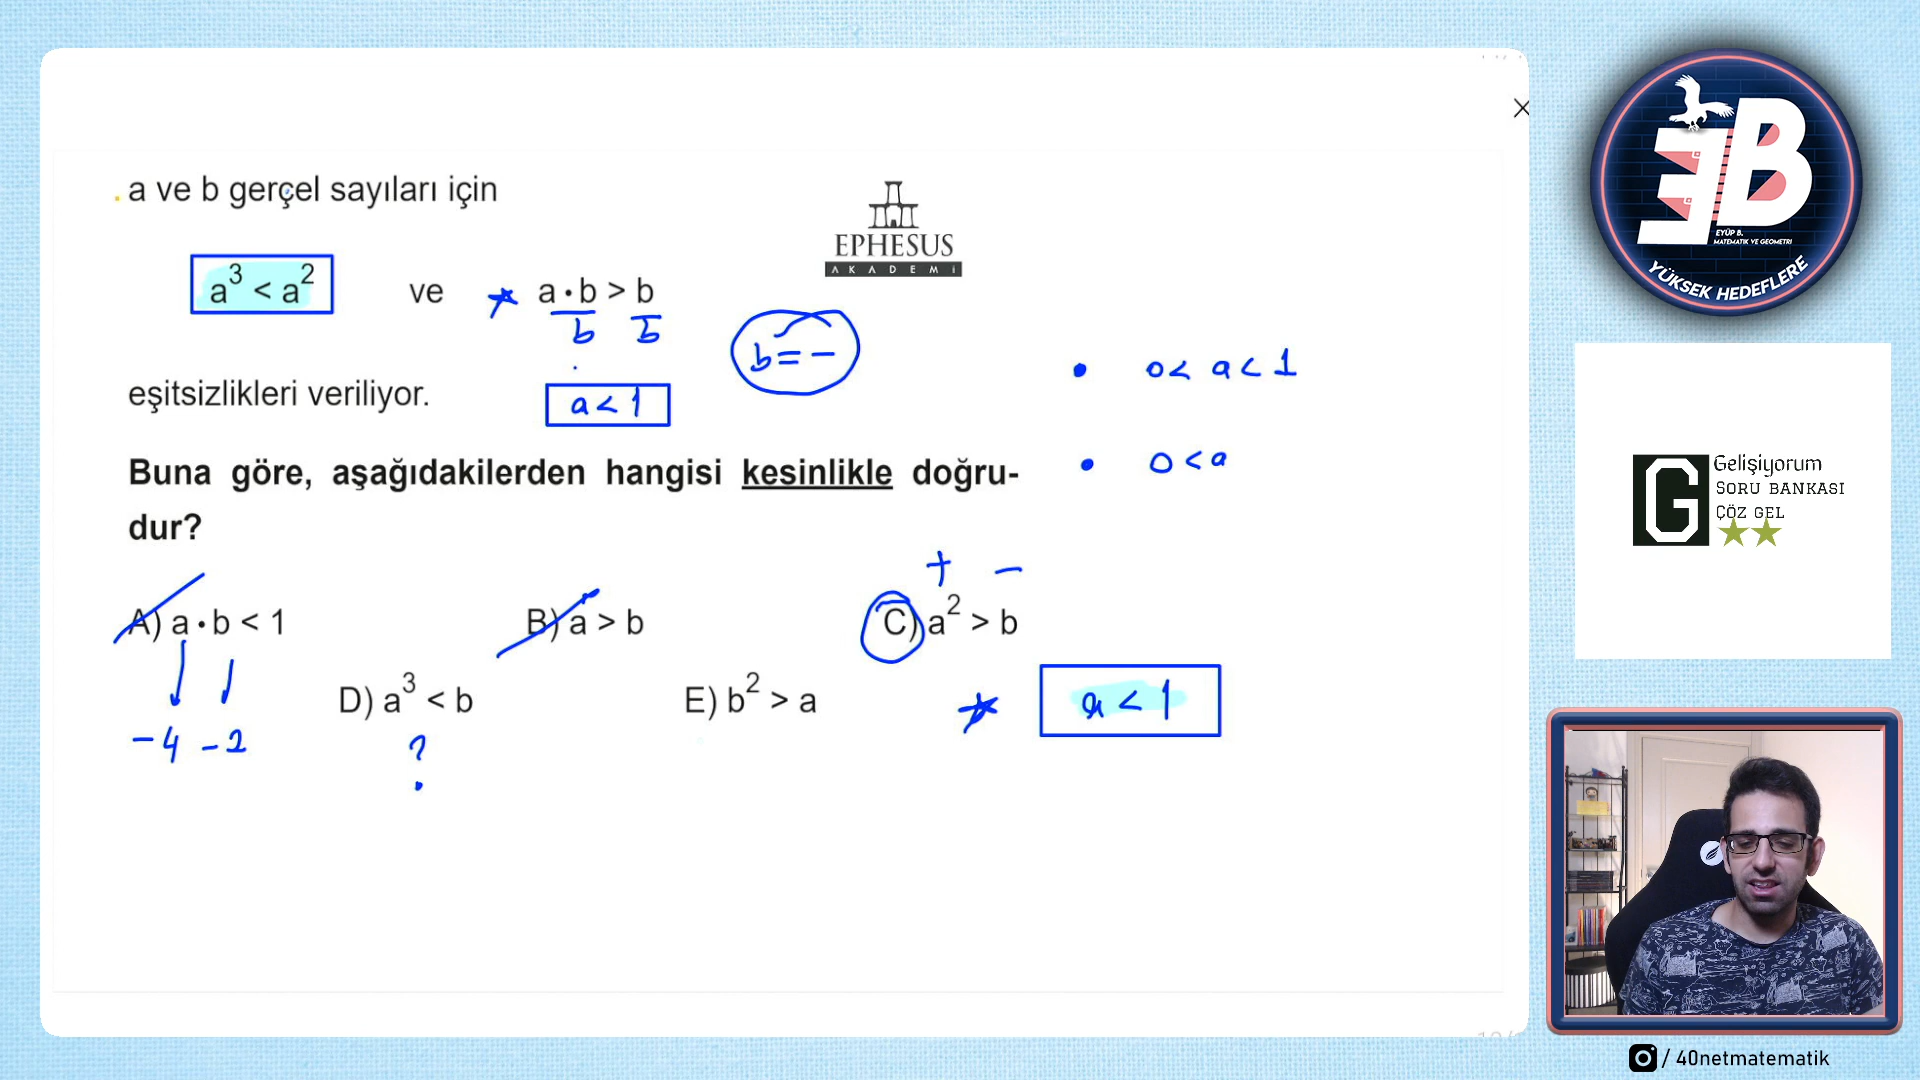 a ve b gerçel sayıları için
EPHESUS
AKADEMİ
a³ < a² ve ★ a · b > b
b b
b = −
• 0 < a < 1
eşitsizlikleri veriliyor.
a < 1
• 0 < a
Buna göre, aşağıdakilerden hangisi kesinlikle doğru-
dur?
+ −
A) a · b < 1 B) a > b C) a² > b
D) a³ < b E) b² > a ★ a < 1
-4 -2 ?
EB
EYÜP B.
MATEMATİK VE GEOMETRİ
YÜKSEK HEDEFLERE
G Gelişiyorum
SORU BANKASI
ÇÖZ GEL
/ 40netmatematik